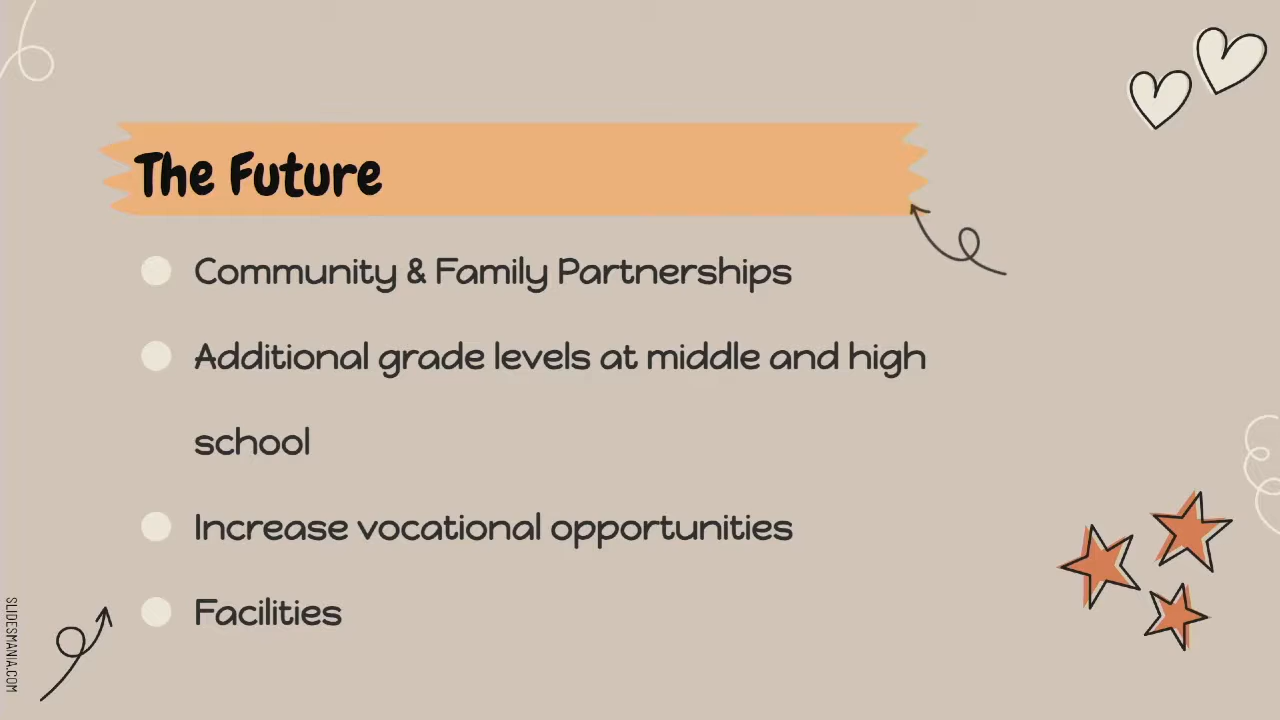 The Future
Community & Family Partnerships
Additional grade levels at middle and high
school
Increase vocational opportunities
Facilities
SLIDESMANIA.COM